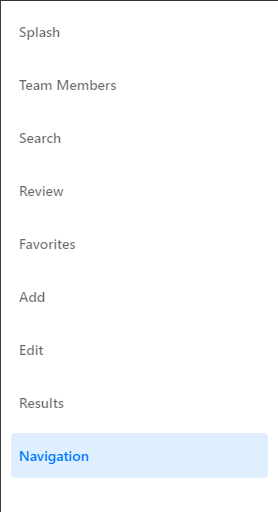 Splash
Team Members
Search
Review
Favorites
Add
Edit
Results
Navigation